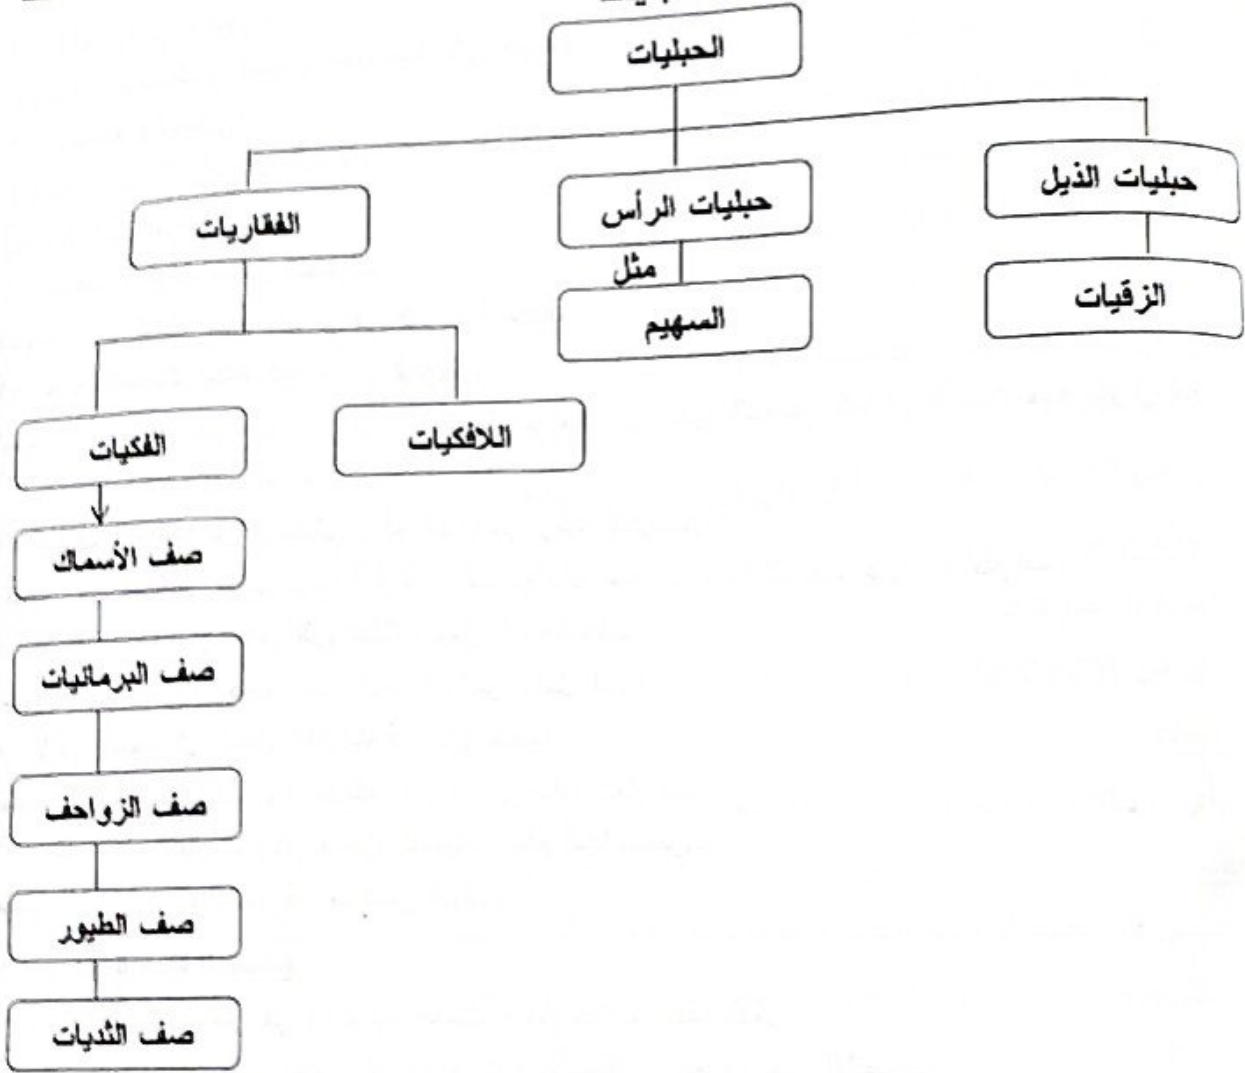 الحبليات
حبليات الذيل
حبليات الرأس
الفقاريات
مثل
الزقيات
السهيم
اللافكيات
الفكيات
صف الأسماك
صف البرمائيات
صف الزواحف
صف الطيور
صف الثديات